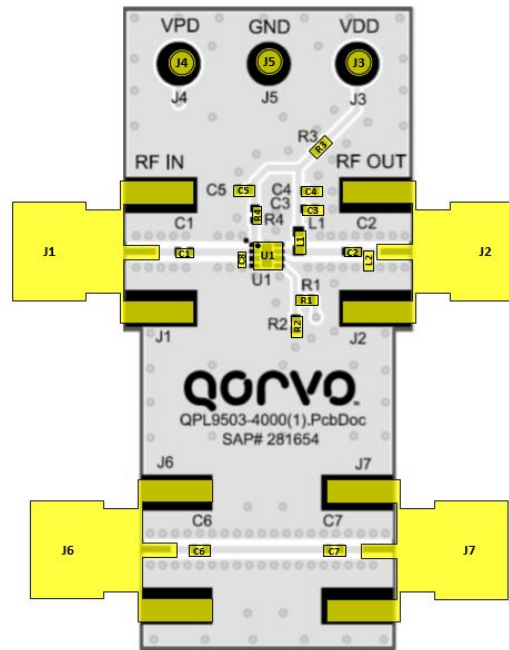 VPD GND VDD
J4 J5 J3
J4 J5 J3
R3
R3
RF IN RF OUT
C5 C5 C4 C4
C3 C3
R4 R4
C1 L1 C2
J1 L1 J2
C1 C8 U1 C2 L2
U1
R1
R1
R2 R2
J1 J2
QORVO™
QPL9503-4000(1).PcbDoc
SAP# 281654
J6 J7
C6 C7
J6 C6 C7 J7